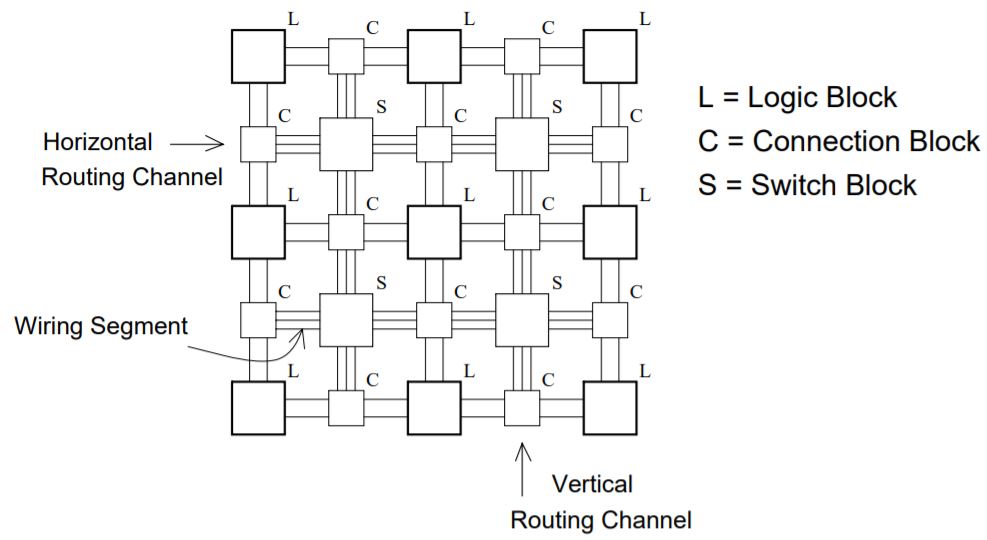 L L L
C C
L = Logic Block
C S C S C
Horizontal
C = Connection Block
Routing Channel
S = Switch Block
L L L
C C
C S C S C
Wiring Segment
L L L
C C
Vertical
Routing Channel